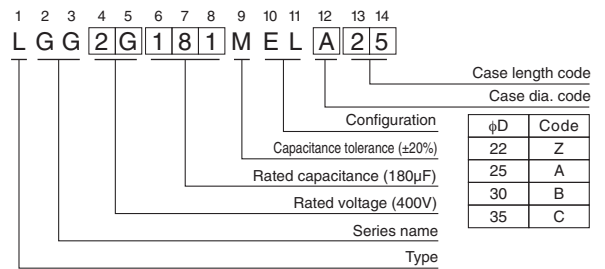 1 2 3 4 5 6 7 8 9 10 11 12 13 14
L G G 2 G 1 8 1 M E L A 2 5
Case length code
Case dia. code
Configuration
Capacitance tolerance (±20%)
Rated capacitance (180µF)
Rated voltage (400V)
Series name
Type
ϕD Code
22 Z
25 A
30 B
35 C